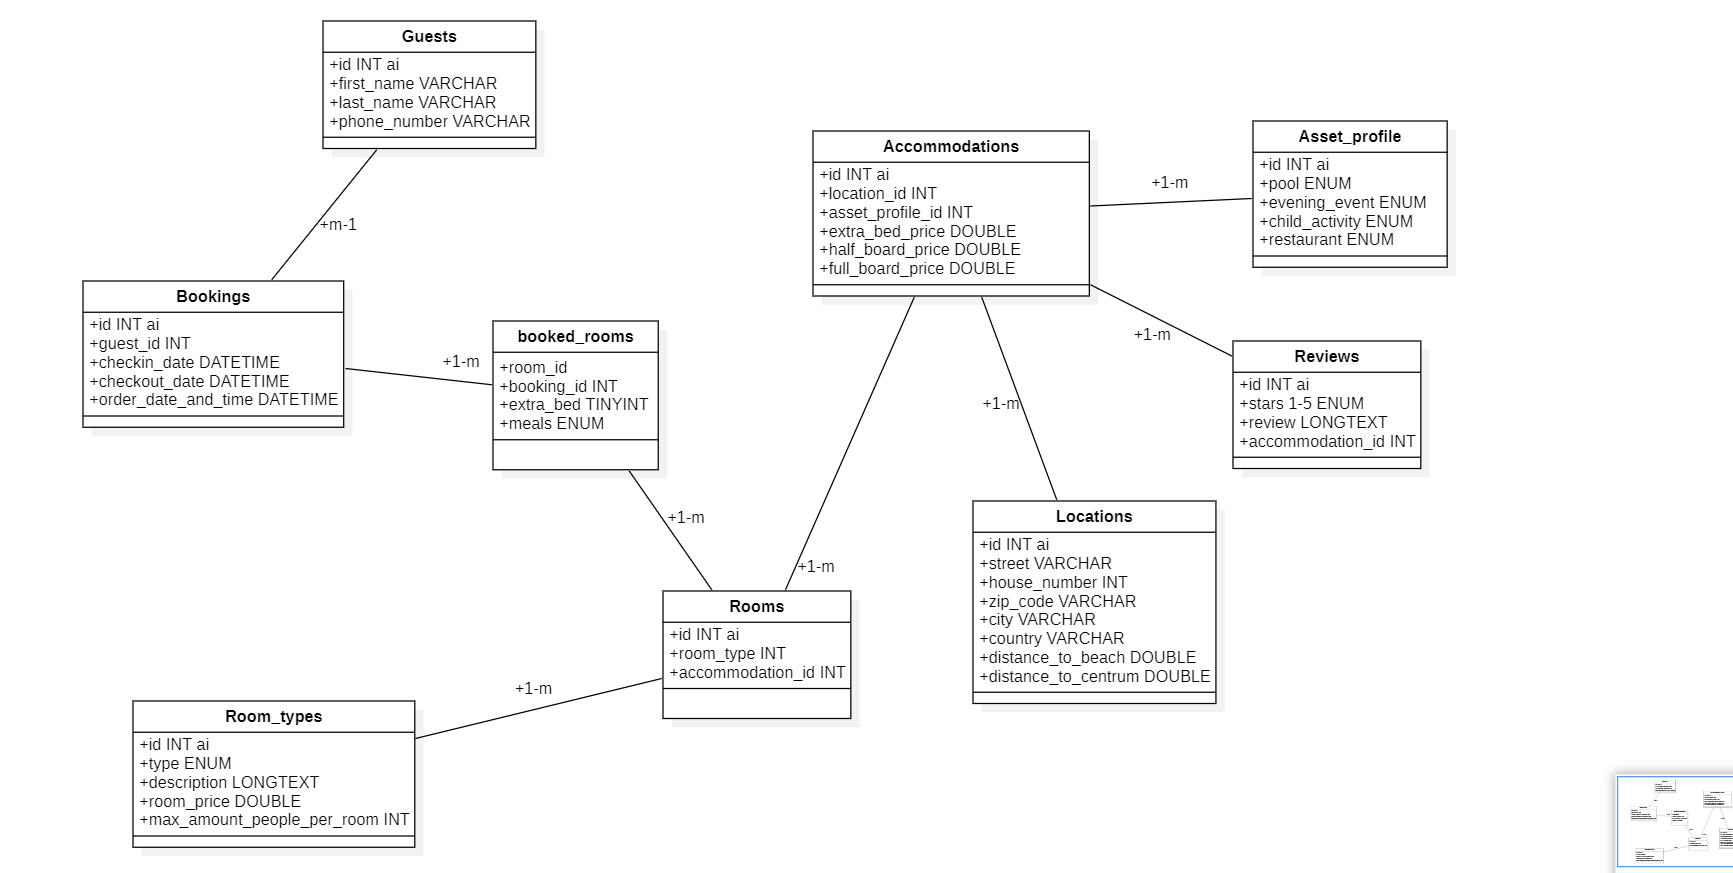 Guests
+id INT ai
+first_name VARCHAR
+last_name VARCHAR
+phone_number VARCHAR
+m-1
Bookings
+id INT ai
+guest_id INT
+checkin_date DATETIME
+checkout_date DATETIME
+order_date_and_time DATETIME
+1-m
booked_rooms
+room_id
+booking_id INT
+extra_bed TINYINT
+meals ENUM
+1-m
Accommodations
+id INT ai
+location_id INT
+asset_profile_id INT
+extra_bed_price DOUBLE
+half_board_price DOUBLE
+full_board_price DOUBLE
+1-m
Asset_profile
+id INT ai
+pool ENUM
+evening_event ENUM
+child_activity ENUM
+restaurant ENUM
+1-m
Reviews
+id INT ai
+stars 1-5 ENUM
+review LONGTEXT
+accommodation_id INT
+1-m
Locations
+id INT ai
+street VARCHAR
+house_number INT
+zip_code VARCHAR
+city VARCHAR
+country VARCHAR
+distance_to_beach DOUBLE
+distance_to_centrum DOUBLE
+1-m
Rooms
+id INT ai
+room_type INT
+accommodation_id INT
+1-m
Room_types
+id INT ai
+type ENUM
+description LONGTEXT
+room_price DOUBLE
+max_amount_people_per_room INT